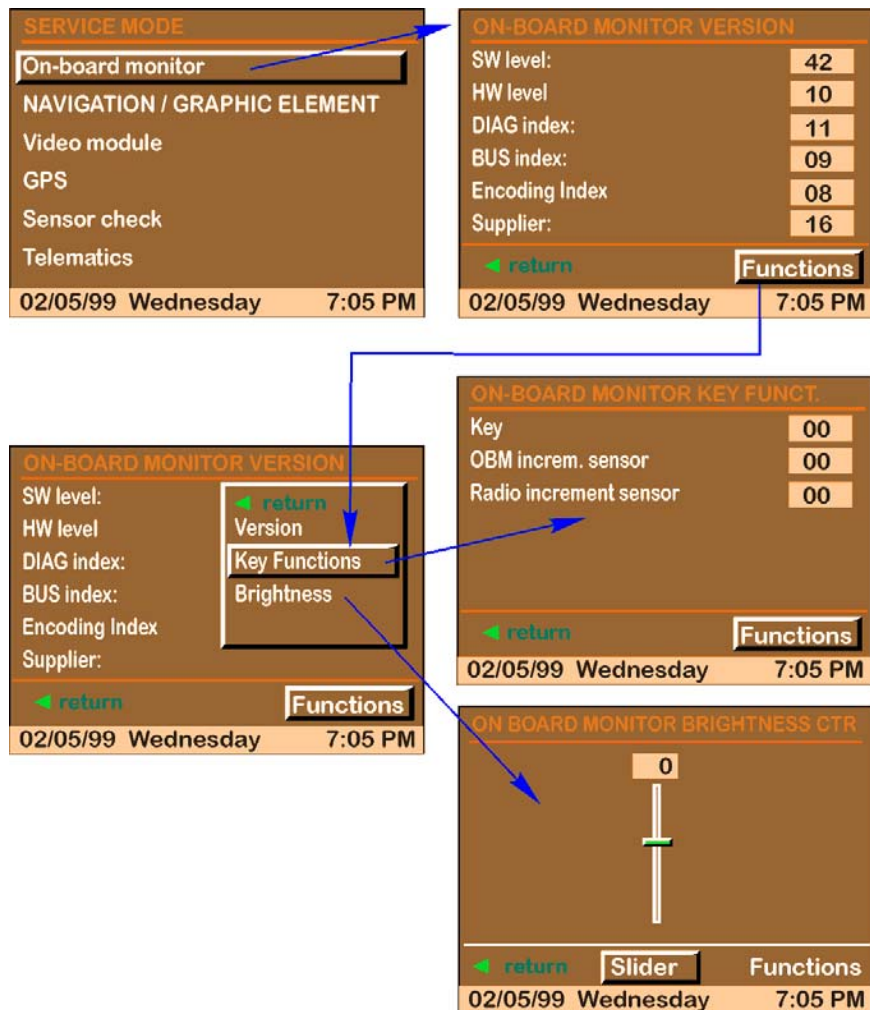 SERVICE MODE
On-board monitor
NAVIGATION / GRAPHIC ELEMENT
Video module
GPS
Sensor check
Telematics
02/05/99 Wednesday 7:05 PM
ON-BOARD MONITOR VERSION
SW level: 42
HW level 10
DIAG index: 11
BUS index: 09
Encoding Index 08
Supplier: 16
return Functions
02/05/99 Wednesday 7:05 PM
ON-BOARD MONITOR VERSION
SW level:
HW level
DIAG index:
BUS index:
Encoding Index
Supplier:
return
Version
Key Functions
Brightness
return Functions
02/05/99 Wednesday 7:05 PM
ON-BOARD MONITOR KEY FUNCT.
Key 00
OBM increm. sensor 00
Radio increment sensor 00
return Functions
02/05/99 Wednesday 7:05 PM
ON BOARD MONITOR BRIGHTNESS CTR
0
return Slider Functions
02/05/99 Wednesday 7:05 PM